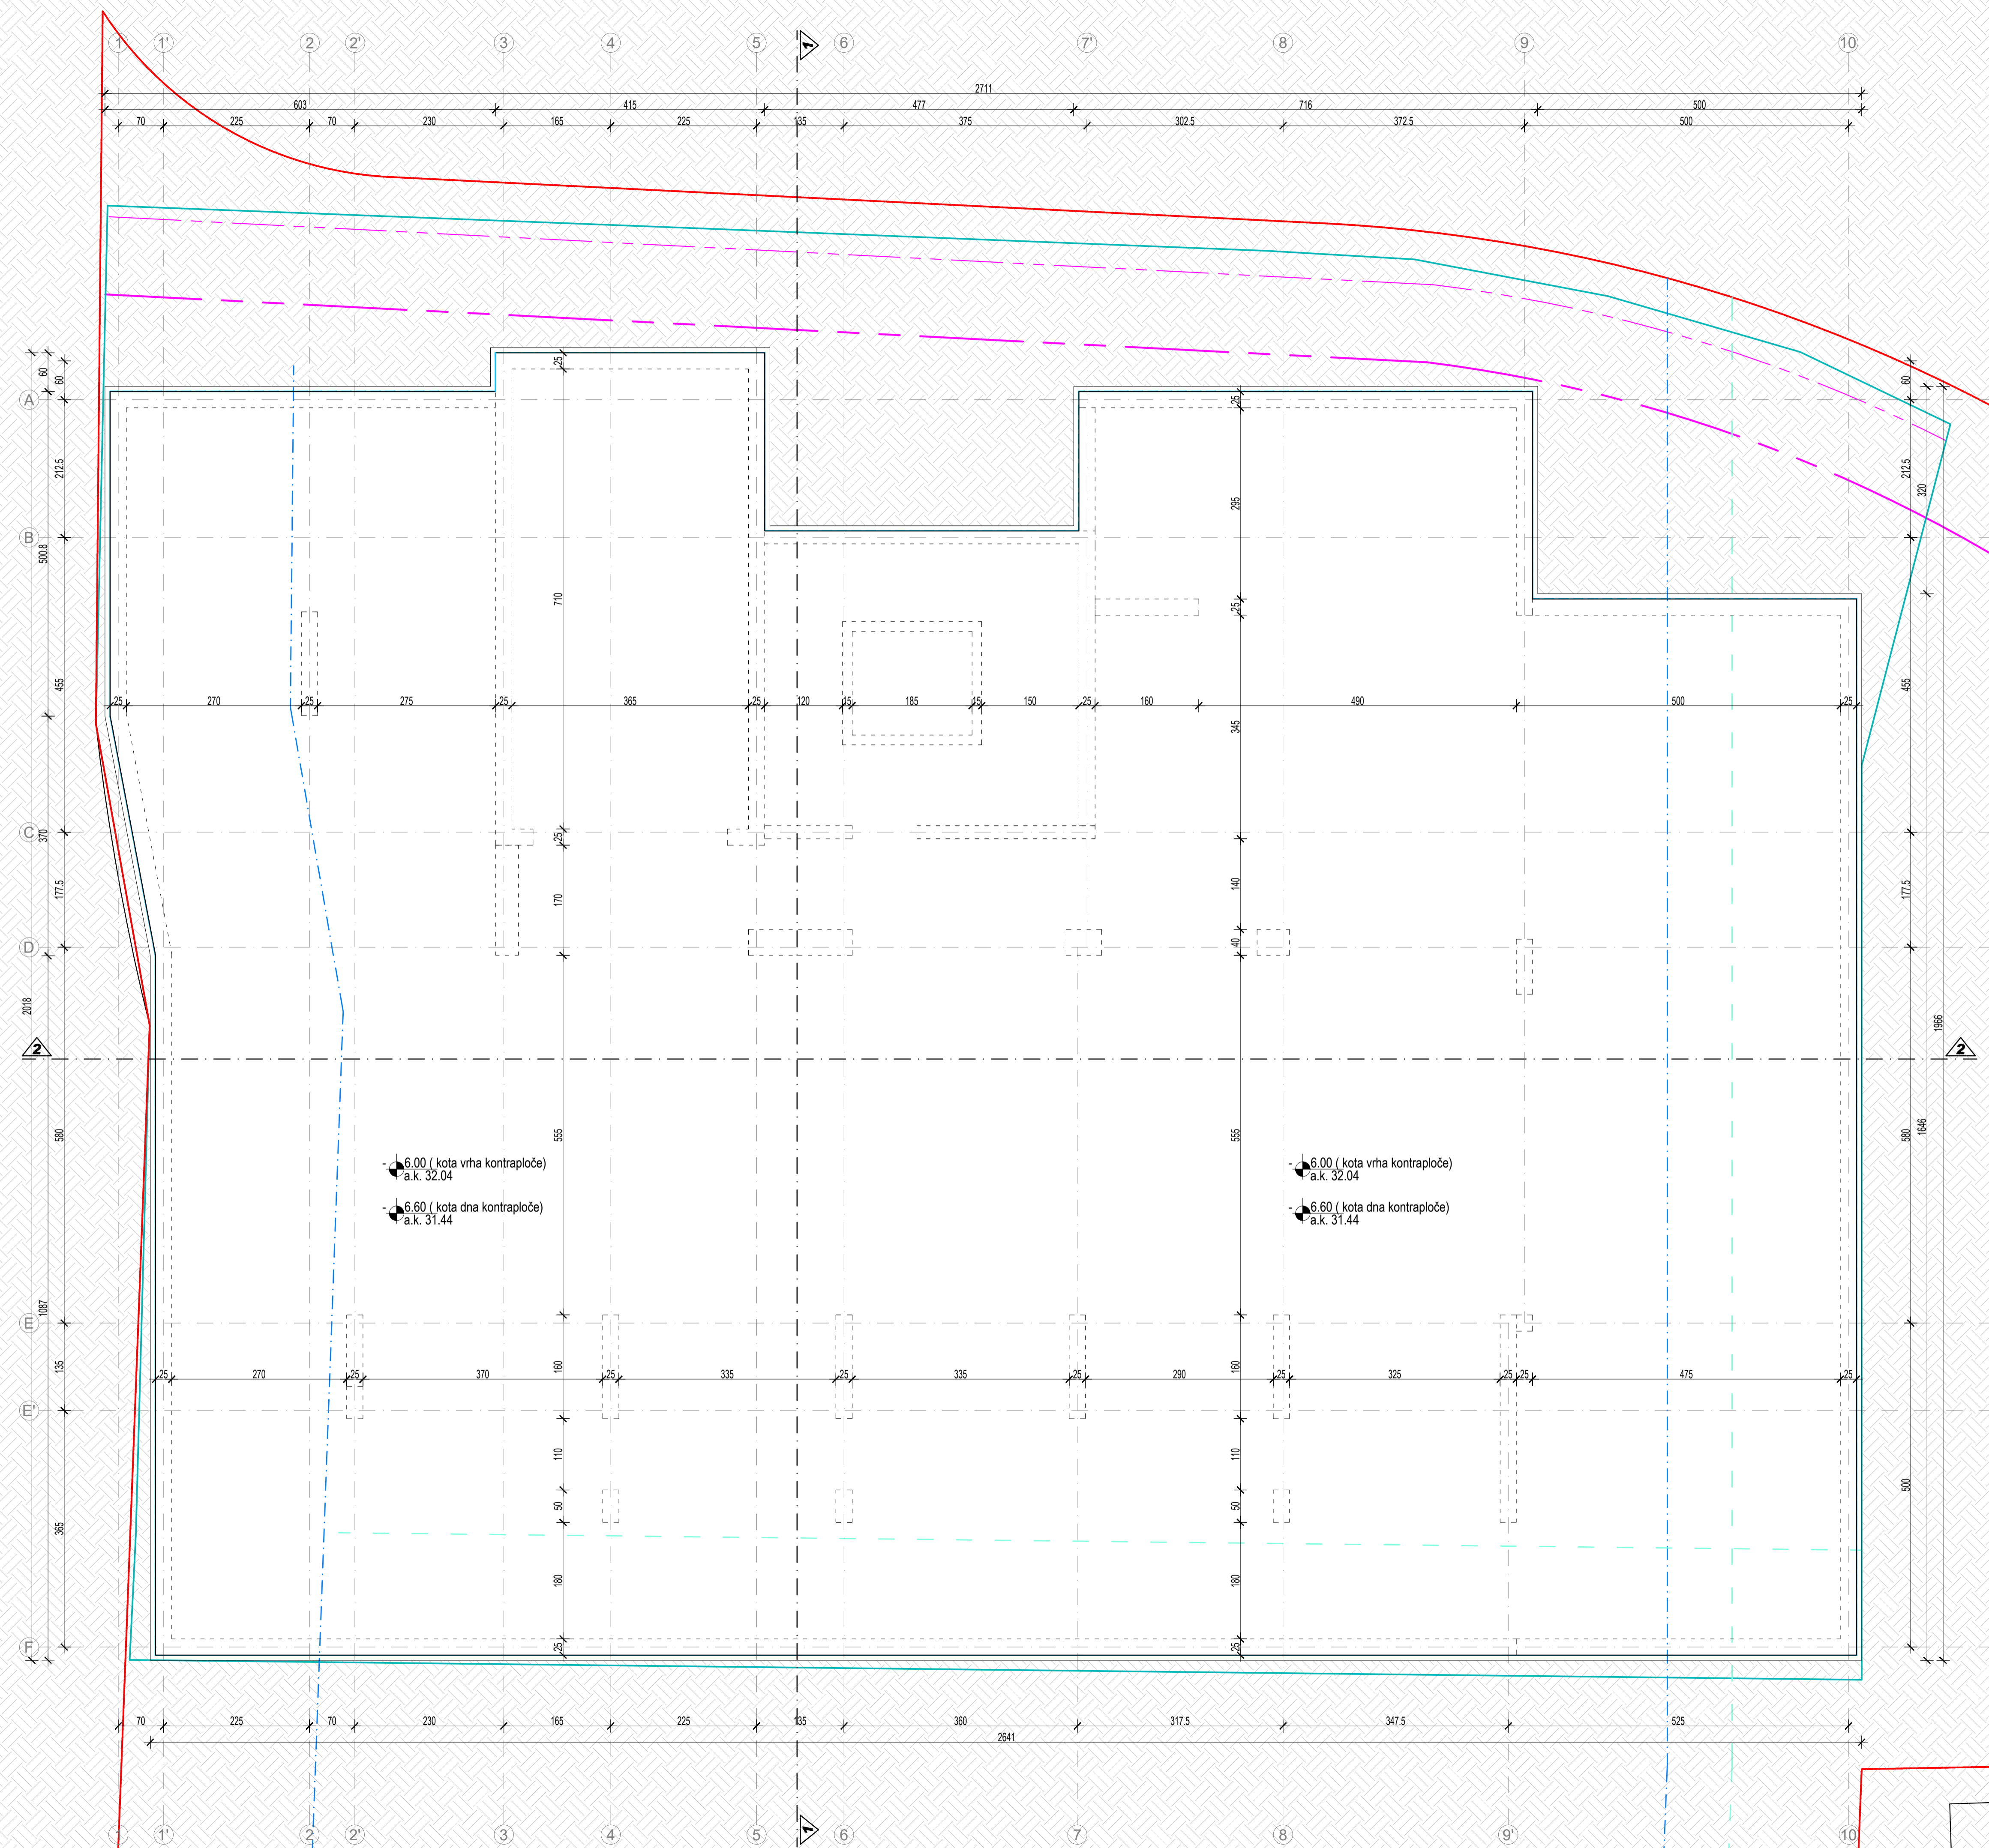 1 1' 2 2' 3 4 5 6 7' 8 9 10
1
2711
603 415 477 716 500
70 225 70 230 165 225 135 375 302.5 372.5 500
60 60 25 25 60
A
212.5 295 212.5 320
B
500.8
710 25
455 455
25 270 25 275 25 365 25 120 15 185 15 150 25 160 490 500 25
345
C
370 25
177.5 170 140 177.5
D
40
2018 1966
2 2
580 555 555 580 1646
-6.00 ( kota vrha kontraploče)
a.k. 32.04
-6.60 ( kota dna kontraploče)
a.k. 31.44
-6.00 ( kota vrha kontraploče)
a.k. 32.04
-6.60 ( kota dna kontraploče)
a.k. 31.44
1087
E
135 160 160
25 270 25 370 25 335 25 335 25 290 25 325 25 25 475 25
E'
110 110
500
50 50
365
180 180
F
25 25
70 225 70 230 165 225 135 360 317.5 347.5 525
2641
1
1 1' 2 2' 3 4 5 6 7 8 9' 10